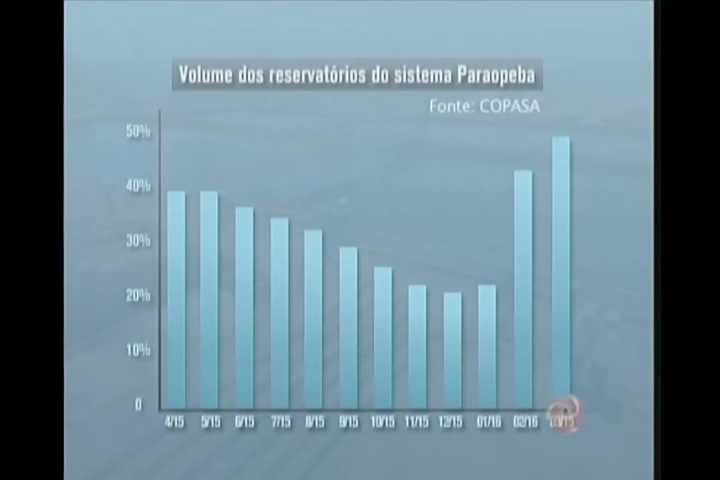 Volume dos reservatórios do sistema Paraopeba
Fonte: COPASA
50%
40%
30%
20%
10%
0
4/15 5/15 6/15 7/15 8/15 9/15 10/15 11/15 12/15 01/16 02/16